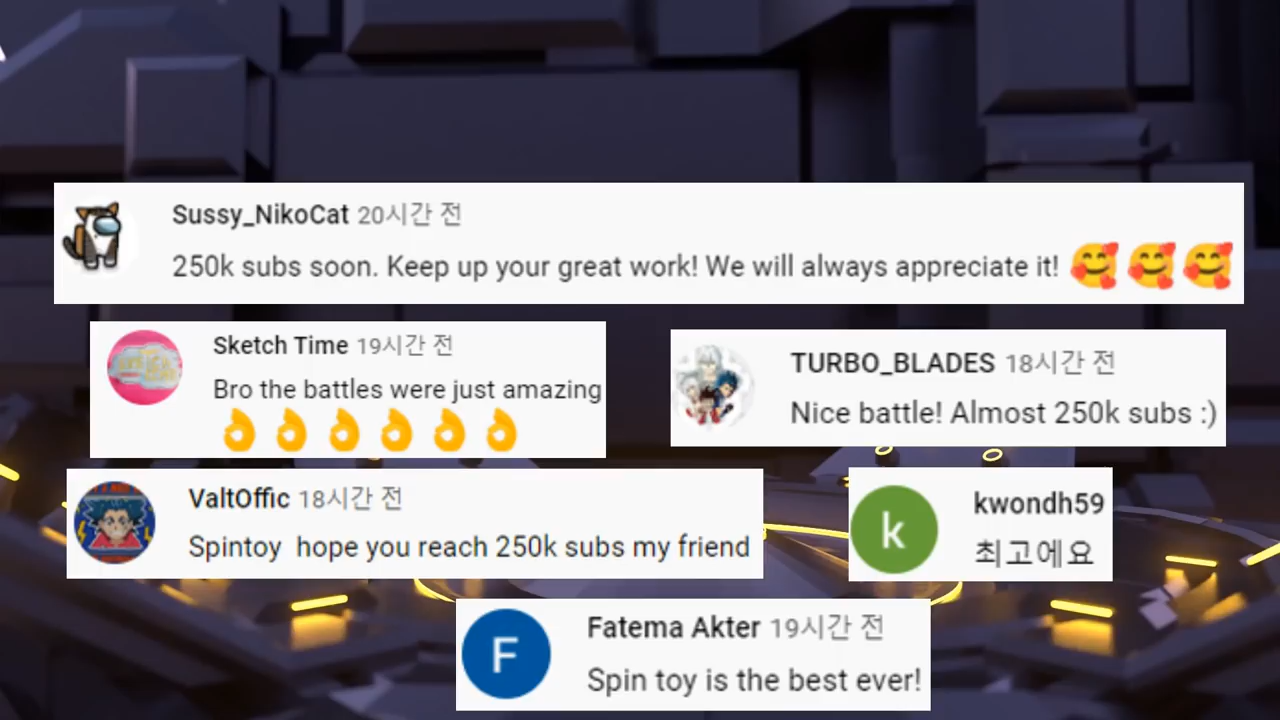 Sussy_NikoCat 20시간 전
250k subs soon. Keep up your great work! We will always appreciate it! 🥰 🥰 🥰
Sketch Time 19시간 전
Bro the battles were just amazing
👌 👌 👌 👌 👌 👌
TURBO_BLADES 18시간 전
Nice battle! Almost 250k subs :)
ValtOffic 18시간 전
Spintoy  hope you reach 250k subs my friend
k
kwondh59
최고에요
F
Fatema Akter 19시간 전
Spin toy is the best ever!